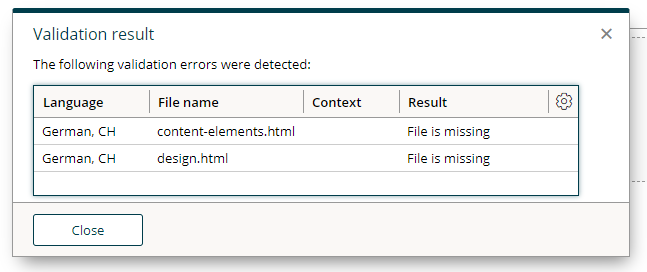 Validation result
The following validation errors were detected:
Language File name Context Result
German, CH content-elements.html File is missing
German, CH design.html File is missing
Close